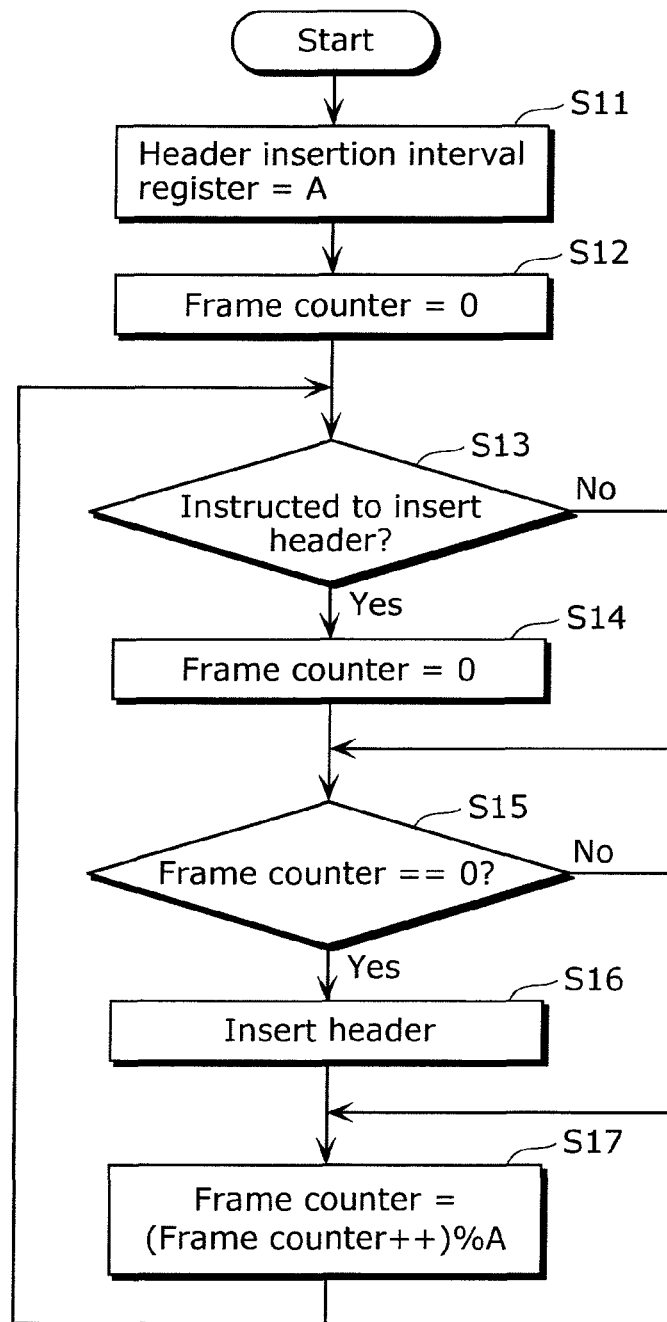 Start
S11
Header insertion interval
register = A
S12
Frame counter = 0
S13
Instructed to insert
header?
No
Yes
S14
Frame counter = 0
S15
Frame counter == 0?
No
Yes
S16
Insert header
S17
Frame counter =
(Frame counter++)%A